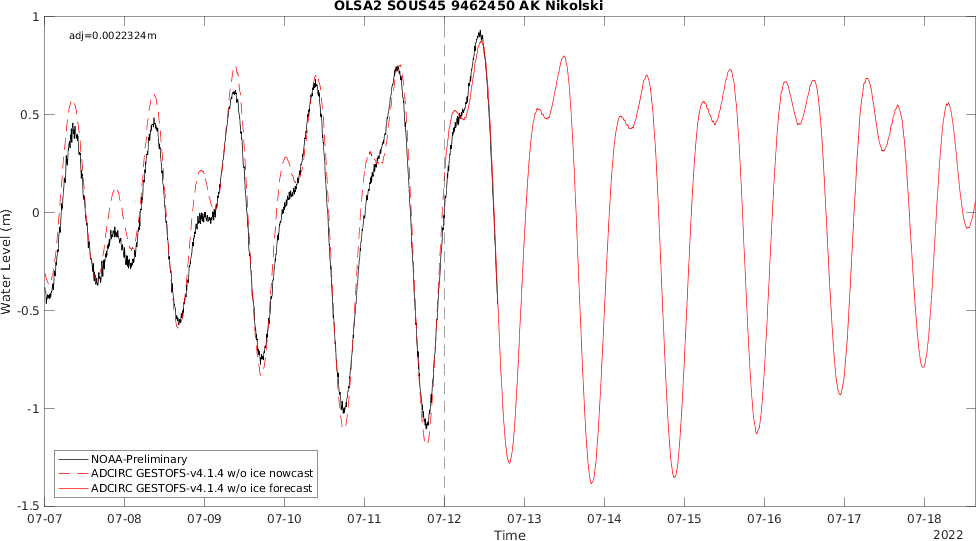 OLSA2 SOUS45 9462450 AK Nikolski
adj=0.0022324m
1
0.5
0
-0.5
-1
-1.5
Water Level (m)
NOAA-Preliminary
ADCIRC GESTOFS-v4.1.4 w/o ice nowcast
ADCIRC GESTOFS-v4.1.4 w/o ice forecast
07-07 07-08 07-09 07-10 07-11 07-12 07-13 07-14 07-15 07-16 07-17 07-18
Time
2022